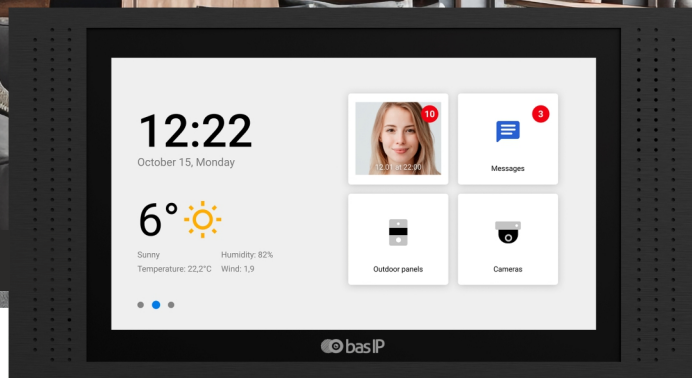 12:22
October 15, Monday
6°
Sunny
Humidity: 82%
Temperature: 22,2°C
Wind: 1,9
10
12.01 at 22:00
3
Messages
Outdoor panels
Cameras
bas IP